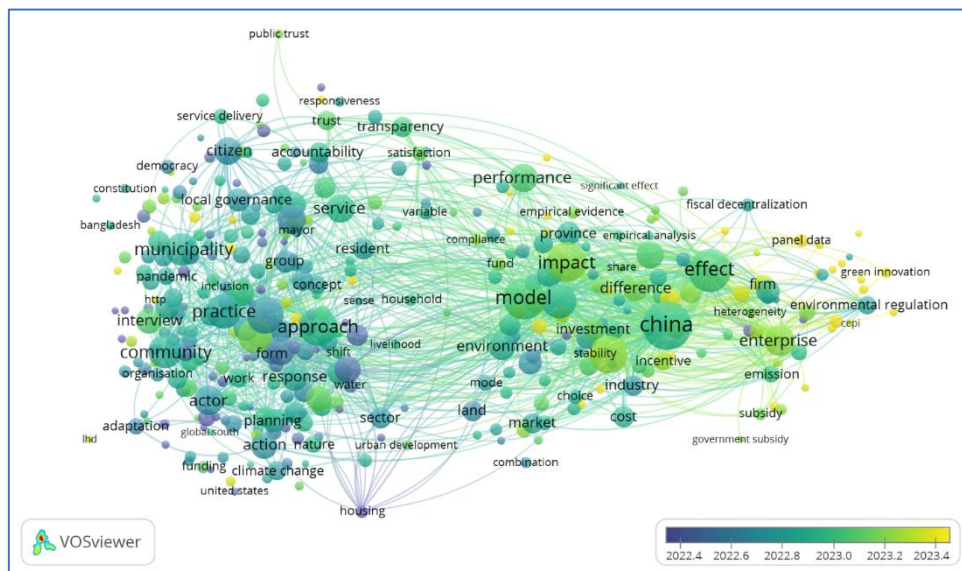 public trust
responsiveness
service delivery
trust
transparency
citizen
accountability
satisfaction
democracy
performance
significant effect
constitution
local governance
service
fiscal decentralization
bangladesh
mayor
variable
empirical evidence
province
empirical analysis
municipality
resident
compliance
panel data
pandemic
group
fund
impact
share
effect
green innovation
inclusion
concept
difference
firm
http
sense
household
model
heterogeneity
environmental regulation
practice
interview
approach
investment
china
cepi
shift
livelihood
environment
stability
enterprise
community
form
organisation
work
response
incentive
emission
water
mode
industry
actor
choice
land
subsidy
adaptation
planning
sector
market
cost
global south
lhd
action
nature
urban development
government subsidy
funding
climate change
combination
united states
housing
VOSviewer
2022.4 2022.6 2022.8 2023.0 2023.2 2023.4